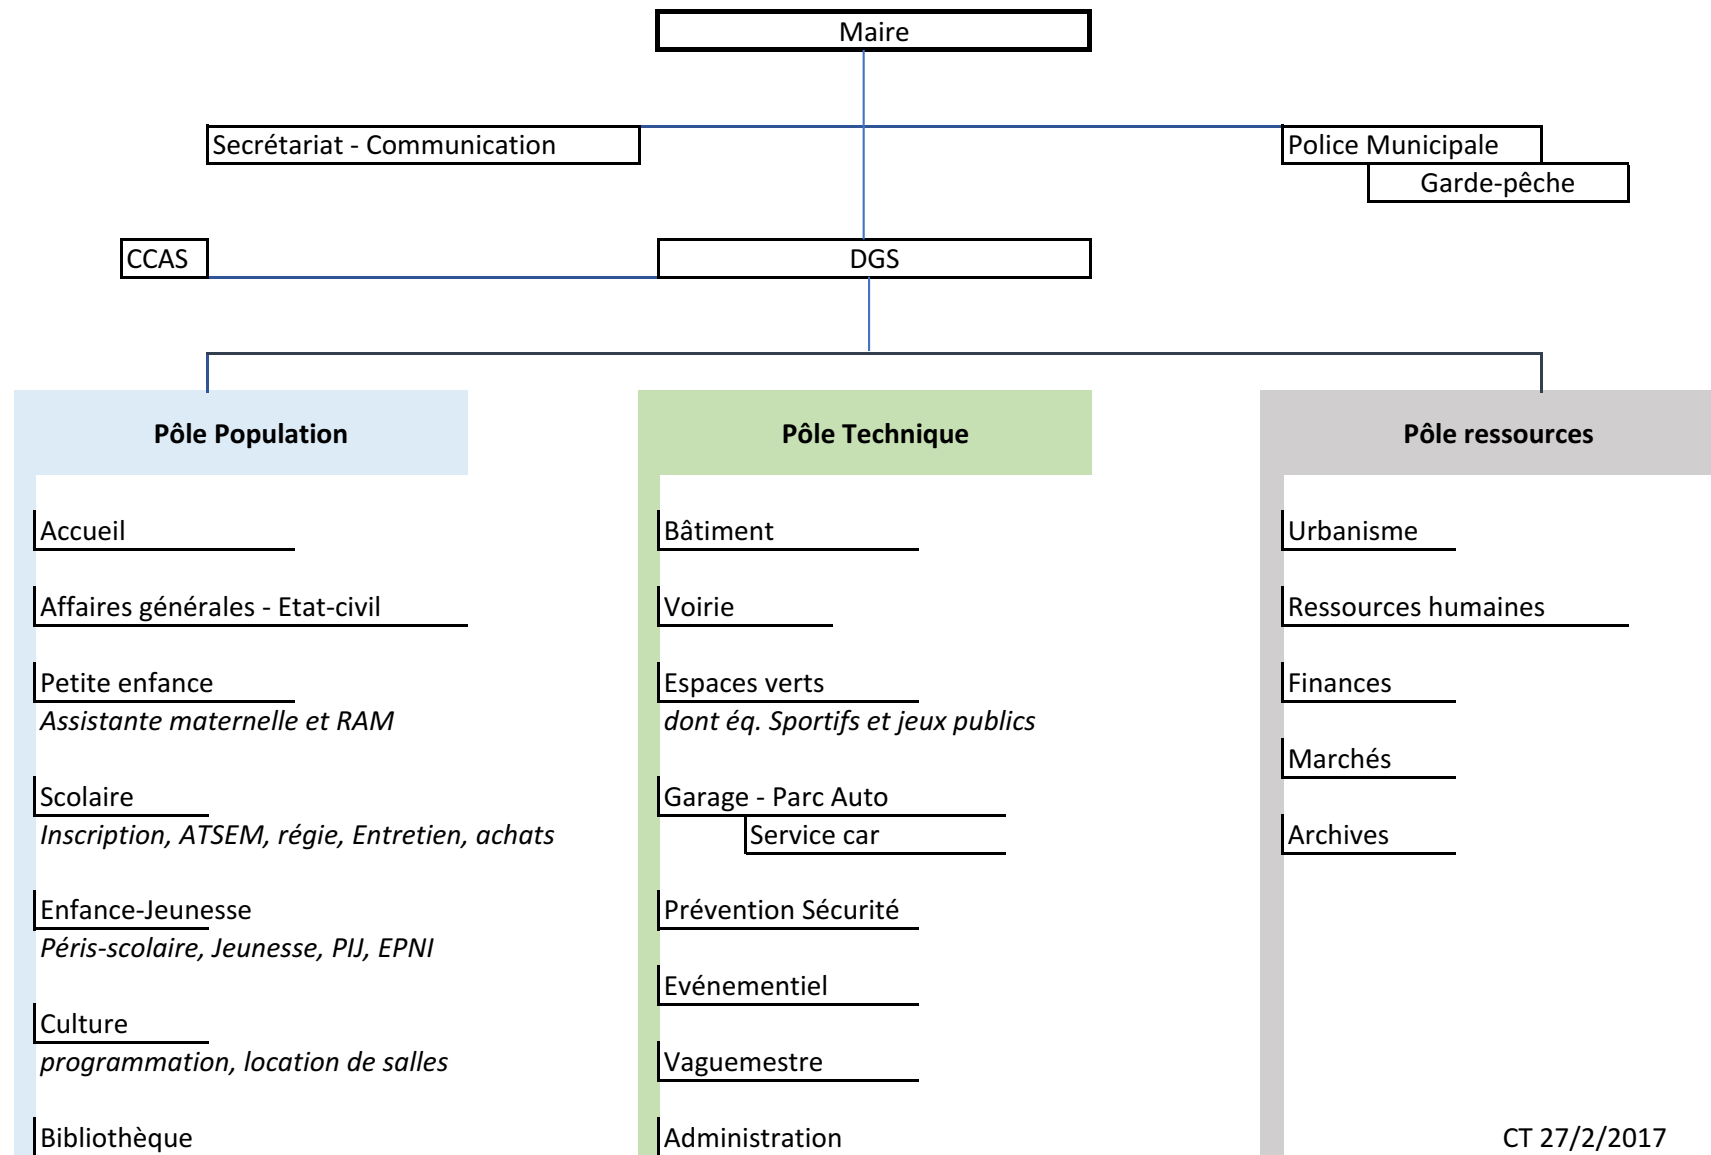 Maire
Secrétariat - Communication
Police Municipale
Garde-pêche
CCAS
DGS
Pôle Population
Accueil
Affaires générales - Etat-civil
Petite enfance
Assistante maternelle et RAM
Scolaire
Inscription, ATSEM, régie, Entretien, achats
Enfance-Jeunesse
Péris-scolaire, Jeunesse, PIJ, EPNI
Culture
programmation, location de salles
Bibliothèque
Pôle Technique
Bâtiment
Voirie
Espaces verts
dont éq. Sportifs et jeux publics
Garage - Parc Auto
Service car
Prévention Sécurité
Evénementiel
Vaguemestre
Administration
Pôle ressources
Urbanisme
Ressources humaines
Finances
Marchés
Archives
CT 27/2/2017